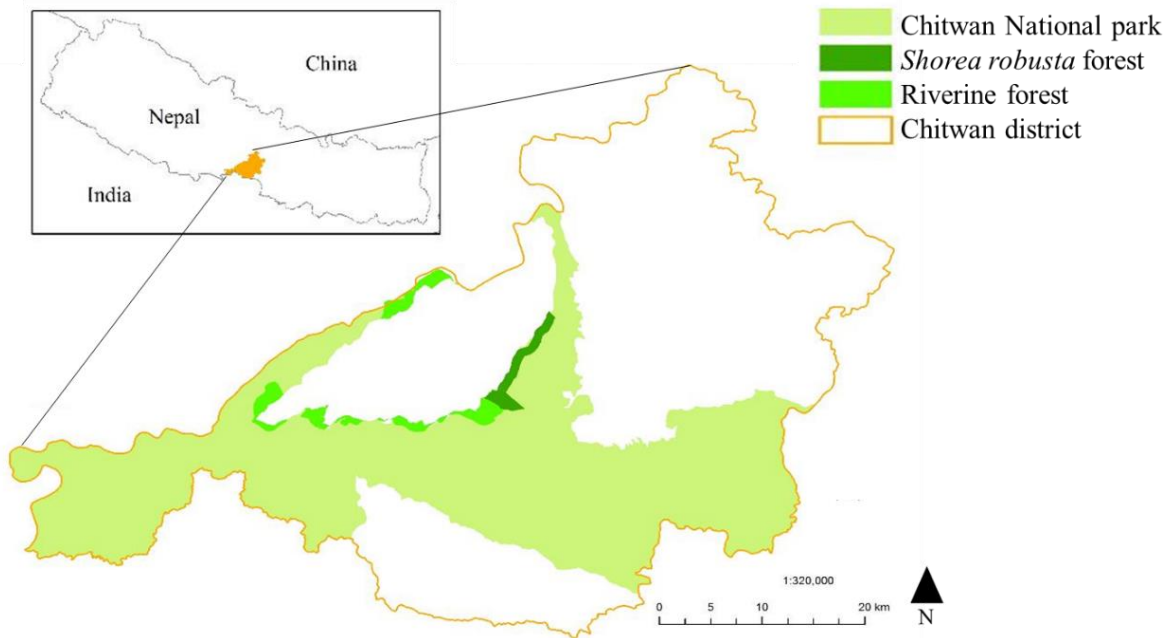 China
Nepal
India
Chitwan National park
Shorea robusta forest
Riverine forest
Chitwan district
1:320,000
0 5 10 20 km
N